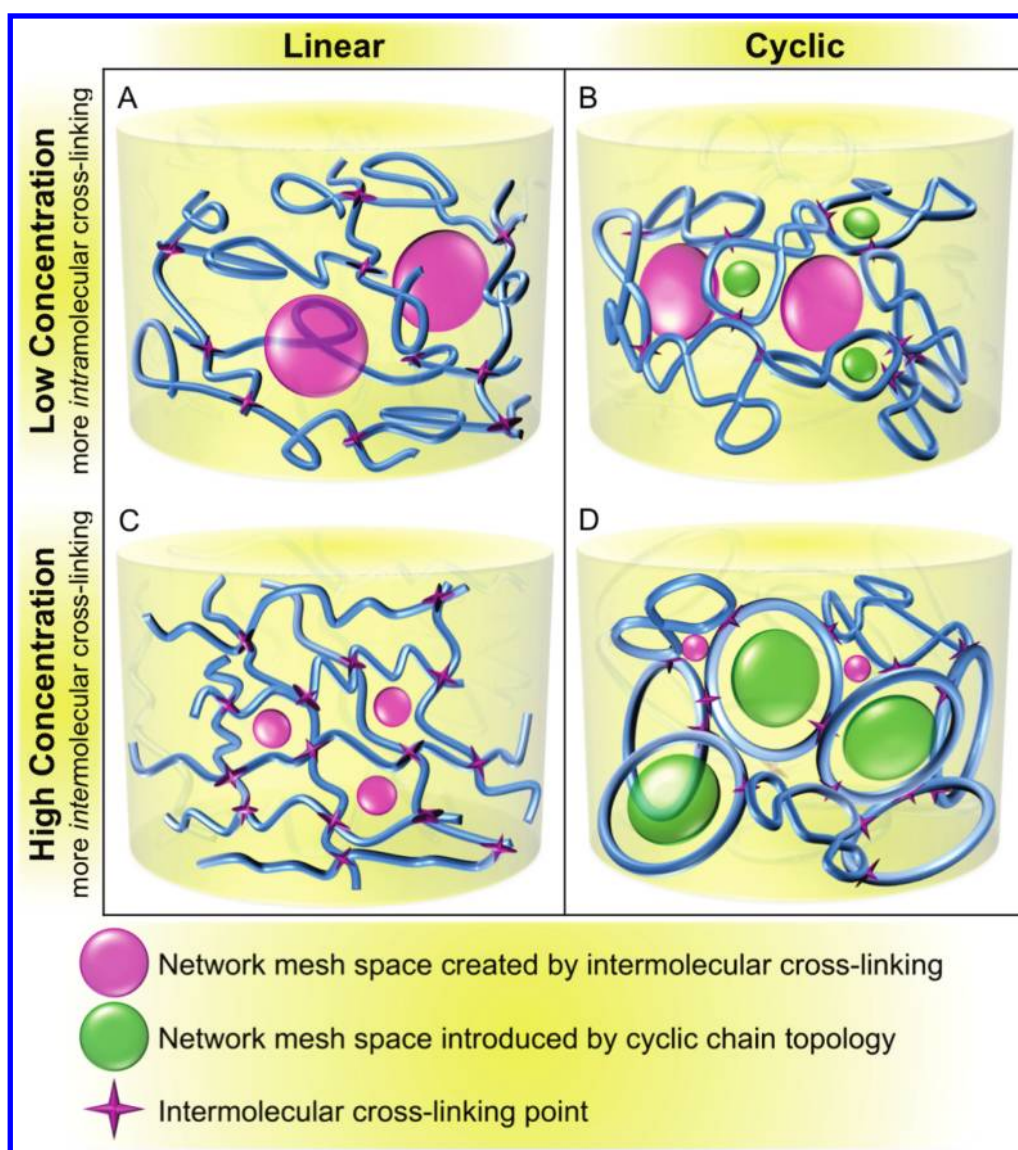 Linear
Cyclic
Low Concentration
more intramolecular cross-linking
A
B
High Concentration
more intermolecular cross-linking
C
D
Network mesh space created by intermolecular cross-linking
Network mesh space introduced by cyclic chain topology
Intermolecular cross-linking point